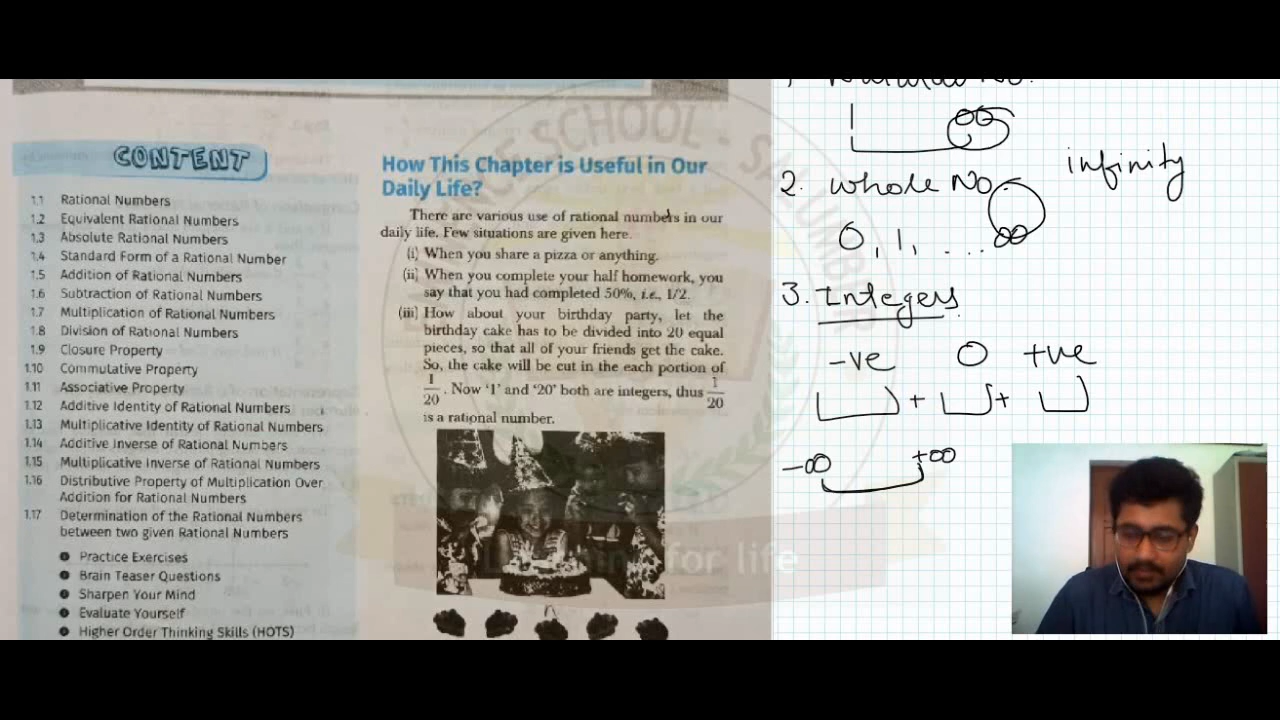 CONTENT
1.1 Rational Numbers
1.2 Equivalent Rational Numbers
1.3 Absolute Rational Numbers
1.4 Standard Form of a Rational Number
1.5 Addition of Rational Numbers
1.6 Subtraction of Rational Numbers
1.7 Multiplication of Rational Numbers
1.8 Division of Rational Numbers
1.9 Closure Property
1.10 Commutative Property
1.11 Associative Property
1.12 Additive Identity of Rational Numbers
1.13 Multiplicative Identity of Rational Numbers
1.14 Additive Inverse of Rational Numbers
1.15 Multiplicative Inverse of Rational Numbers
1.16 Distributive Property of Multiplication Over
Addition for Rational Numbers
1.17 Determination of the Rational Numbers
between two given Rational Numbers
Practice Exercises
Brain Teaser Questions
Sharpen Your Mind
Evaluate Yourself
Higher Order Thinking Skills (HOTS)
How This Chapter is Useful in Our
Daily Life?
There are various use of rational numbers in our
daily life. Few situations are given here.
(i) When you share a pizza or anything.
(ii) When you complete your half homework, you
say that you had completed 50%, i.e., 1/2.
(iii) How about your birthday party, let the
birthday cake has to be divided into 20 equal
pieces, so that all of your friends get the cake.
So, the cake will be cut in the each portion of
1/20. Now '1' and '20' both are integers, thus 1/20
is a rational number.
SCHOOL - SALUMBER
for life
No.
1 ∞
infinity
2. Whole No.
0, 1, ....∞
3. Integers
-ve 0 +ve
+ +
-∞ +∞